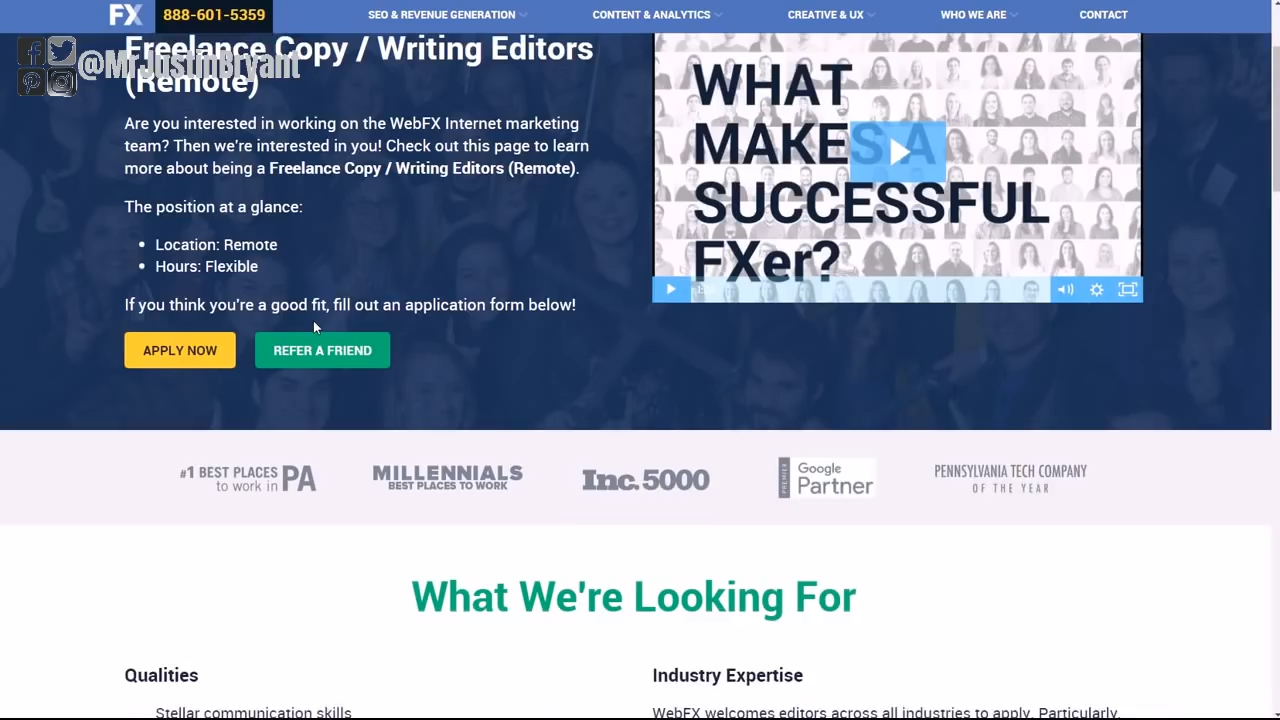 FX
888-601-5359
SEO & REVENUE GENERATION
CONTENT & ANALYTICS
CREATIVE & UX
WHO WE ARE
CONTACT
Freelance Copy / Writing Editors
(Remote)
@MrJustinBryant
Are you interested in working on the WebFX Internet marketing
team? Then we're interested in you! Check out this page to learn
more about being a Freelance Copy / Writing Editors (Remote).
The position at a glance:
• Location: Remote
• Hours: Flexible
If you think you're a good fit, fill out an application form below!
APPLY NOW
REFER A FRIEND
WHAT
MAKES A
SUCCESSFUL
FXer?
#1 BEST PLACES
to work in PA
MILLENNIALS
BEST PLACES TO WORK
Inc. 5000
PREMIER
Google
Partner
PENNSYLVANIA TECH COMPANY
OF THE YEAR
What We're Looking For
Qualities
Stellar communication skills
Industry Expertise
WebFX welcomes editors across all industries to apply. Particularly,